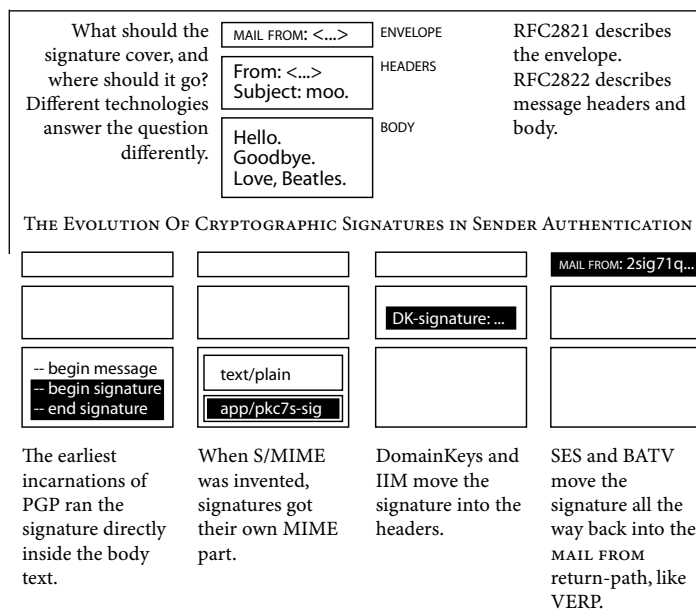 What should the
signature cover, and
where should it go?
Different technologies
answer the question
differently.
MAIL FROM: <...>
ENVELOPE
From: <...>
Subject: moo.
HEADERS
Hello.
Goodbye.
Love, Beatles.
BODY
RFC2821 describes
the envelope.
RFC2822 describes
message headers and
body.
THE EVOLUTION OF CRYPTOGRAPHIC SIGNATURES IN SENDER AUTHENTICATION
-- begin message
-- begin signature
-- end signature
The earliest
incarnations of
PGP ran the
signature directly
inside the body
text.
text/plain
app/pkc7s-sig
When S/MIME
was invented,
signatures got
their own MIME
part.
DK-signature: ...
DomainKeys and
IIM move the
signature into the
headers.
MAIL FROM: 2sig71q...
SES and BATV
move the
signature all the
way back into the
MAIL FROM
return-path, like
VERP.